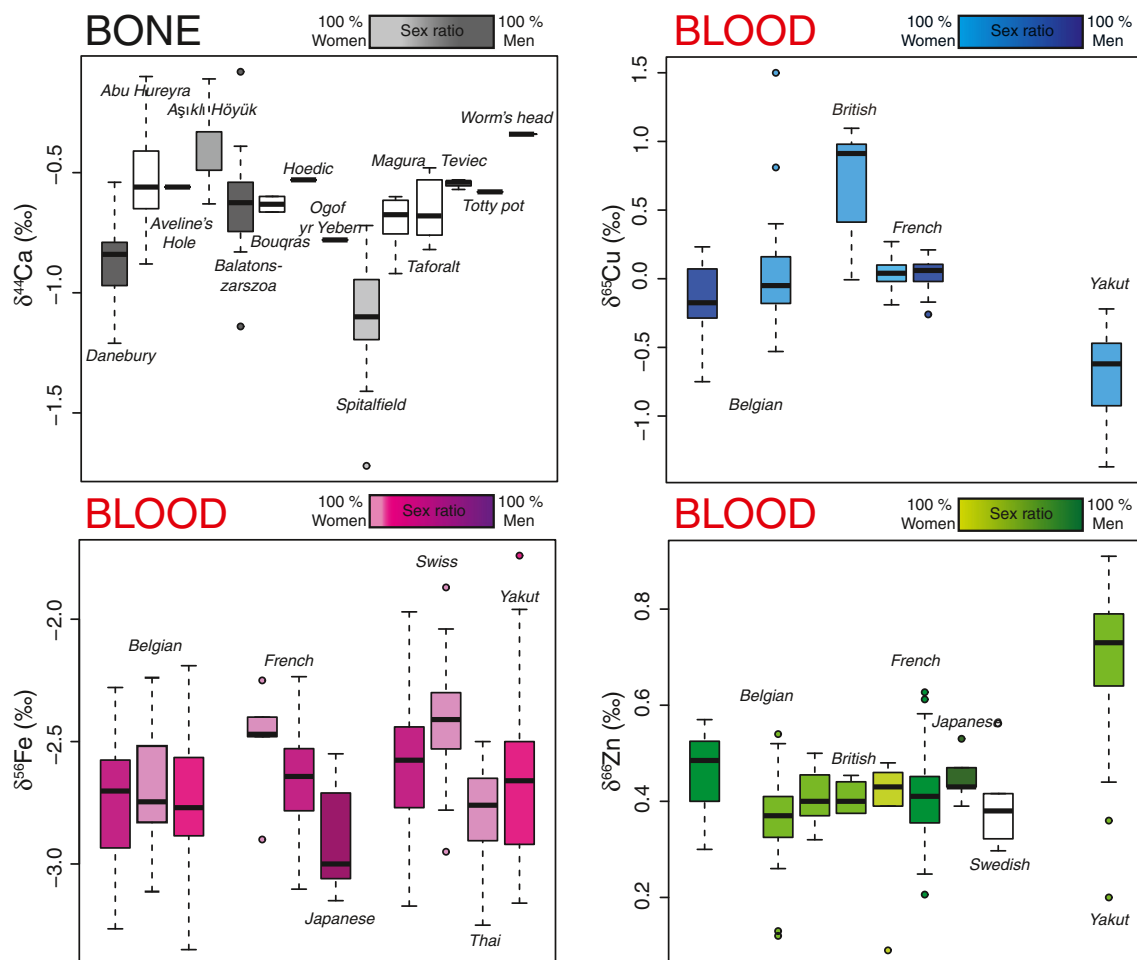 BONE
100 % Women
Sex ratio
100 % Men
δ⁴⁴Ca (‰)
−0.5
−1.0
−1.5
Abu Hureyra
Aşıklı Höyük
Worm's head
Hoedic
Magura
Teviec
Aveline's Hole
Ogof yr Yeben
Totty pot
Bouqras
Balatons-zarszoa
Taforalt
Danebury
Spitalfield
BLOOD
100 % Women
Sex ratio
100 % Men
δ⁶⁵Cu (‰)
1.5
1.0
0.5
0.0
−0.5
−1.0
British
French
Yakut
Belgian
BLOOD
100 % Women
Sex ratio
100 % Men
δ⁵⁶Fe (‰)
−2.0
−2.5
−3.0
Swiss
Yakut
Belgian
French
Japanese
Thai
BLOOD
100 % Women
Sex ratio
100 % Men
δ⁶⁶Zn (‰)
0.8
0.6
0.4
0.2
French
Belgian
Japanese
British
Swedish
Yakut